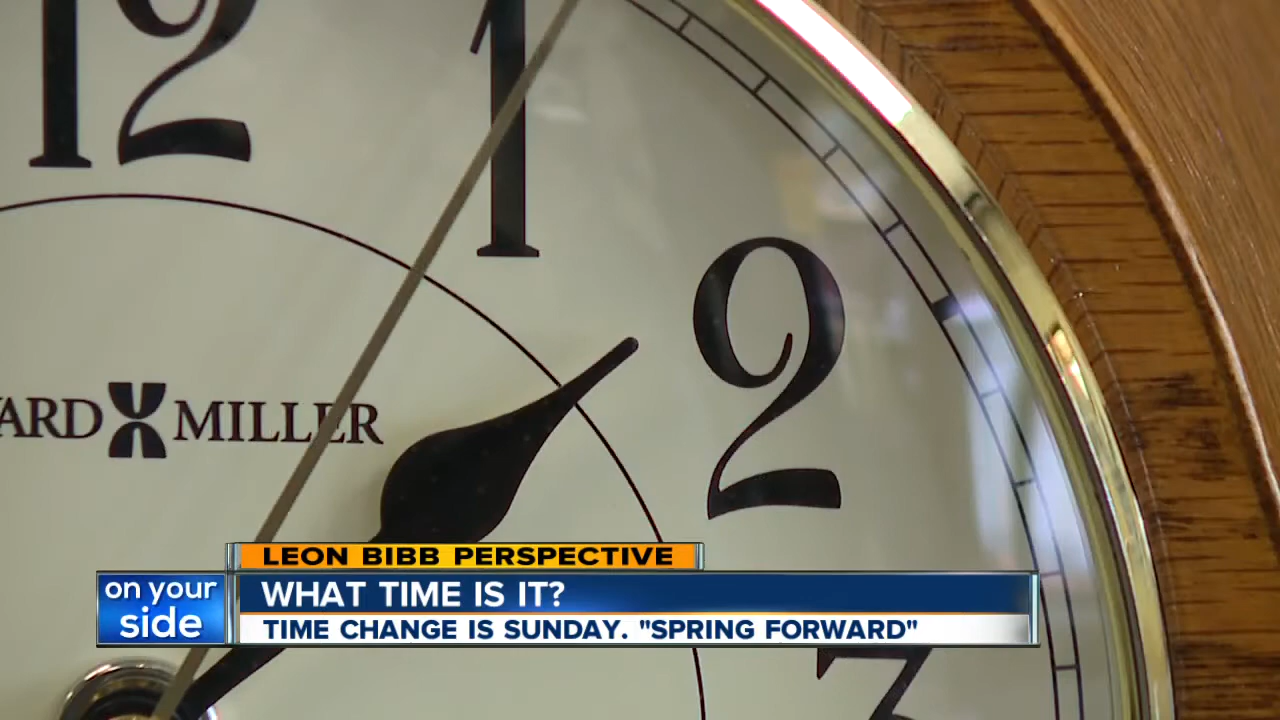 12
1
2
ARD MILLER
LEON BIBB PERSPECTIVE
WHAT TIME IS IT?
on your
side
TIME CHANGE IS SUNDAY. "SPRING FORWARD"
3